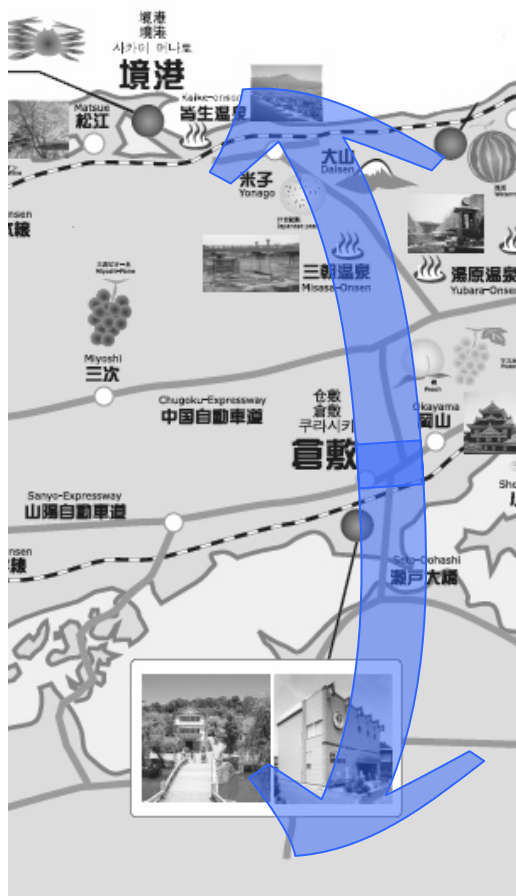 境港
境港
사카이 미나토
境港
Kaike-onsen
皆生温泉
Matsue
松江
米子
Yonago
大山
Daisen
三朝温泉
Misasa-Onsen
湯原温泉
Yubara-Onsen
Miyoshi
三次
Chugoku-Expressway
中国自動車道
仓敷
倉敷
쿠라시키
倉敷
Okayama
岡山
Peach
Sanyo-Expressway
山陽自動車道
Seto-Oohashi
瀬戸大橋